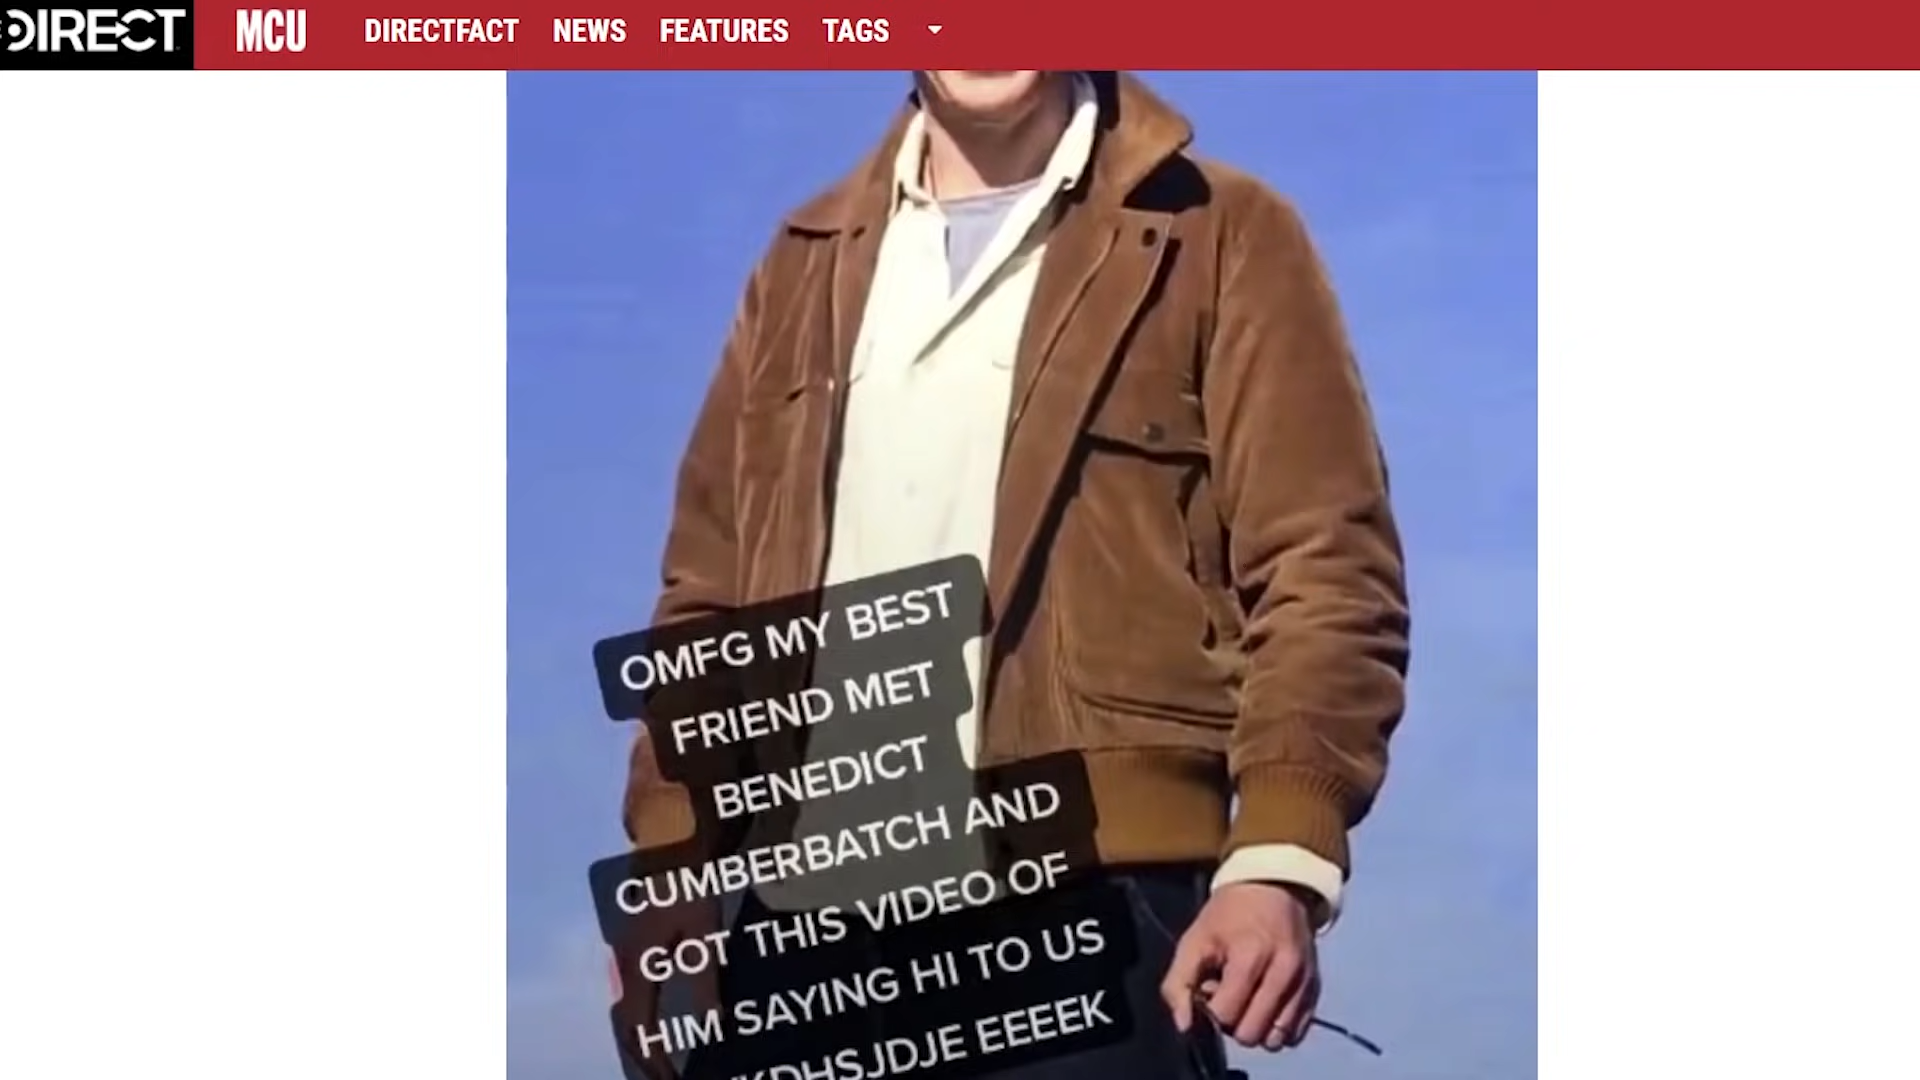 DIRECT MCU DIRECTFACT NEWS FEATURES TAGS
OMFG MY BEST
FRIEND MET
BENEDICT
CUMBERBATCH AND
GOT THIS VIDEO OF
HIM SAYING HI TO US
EEEEK